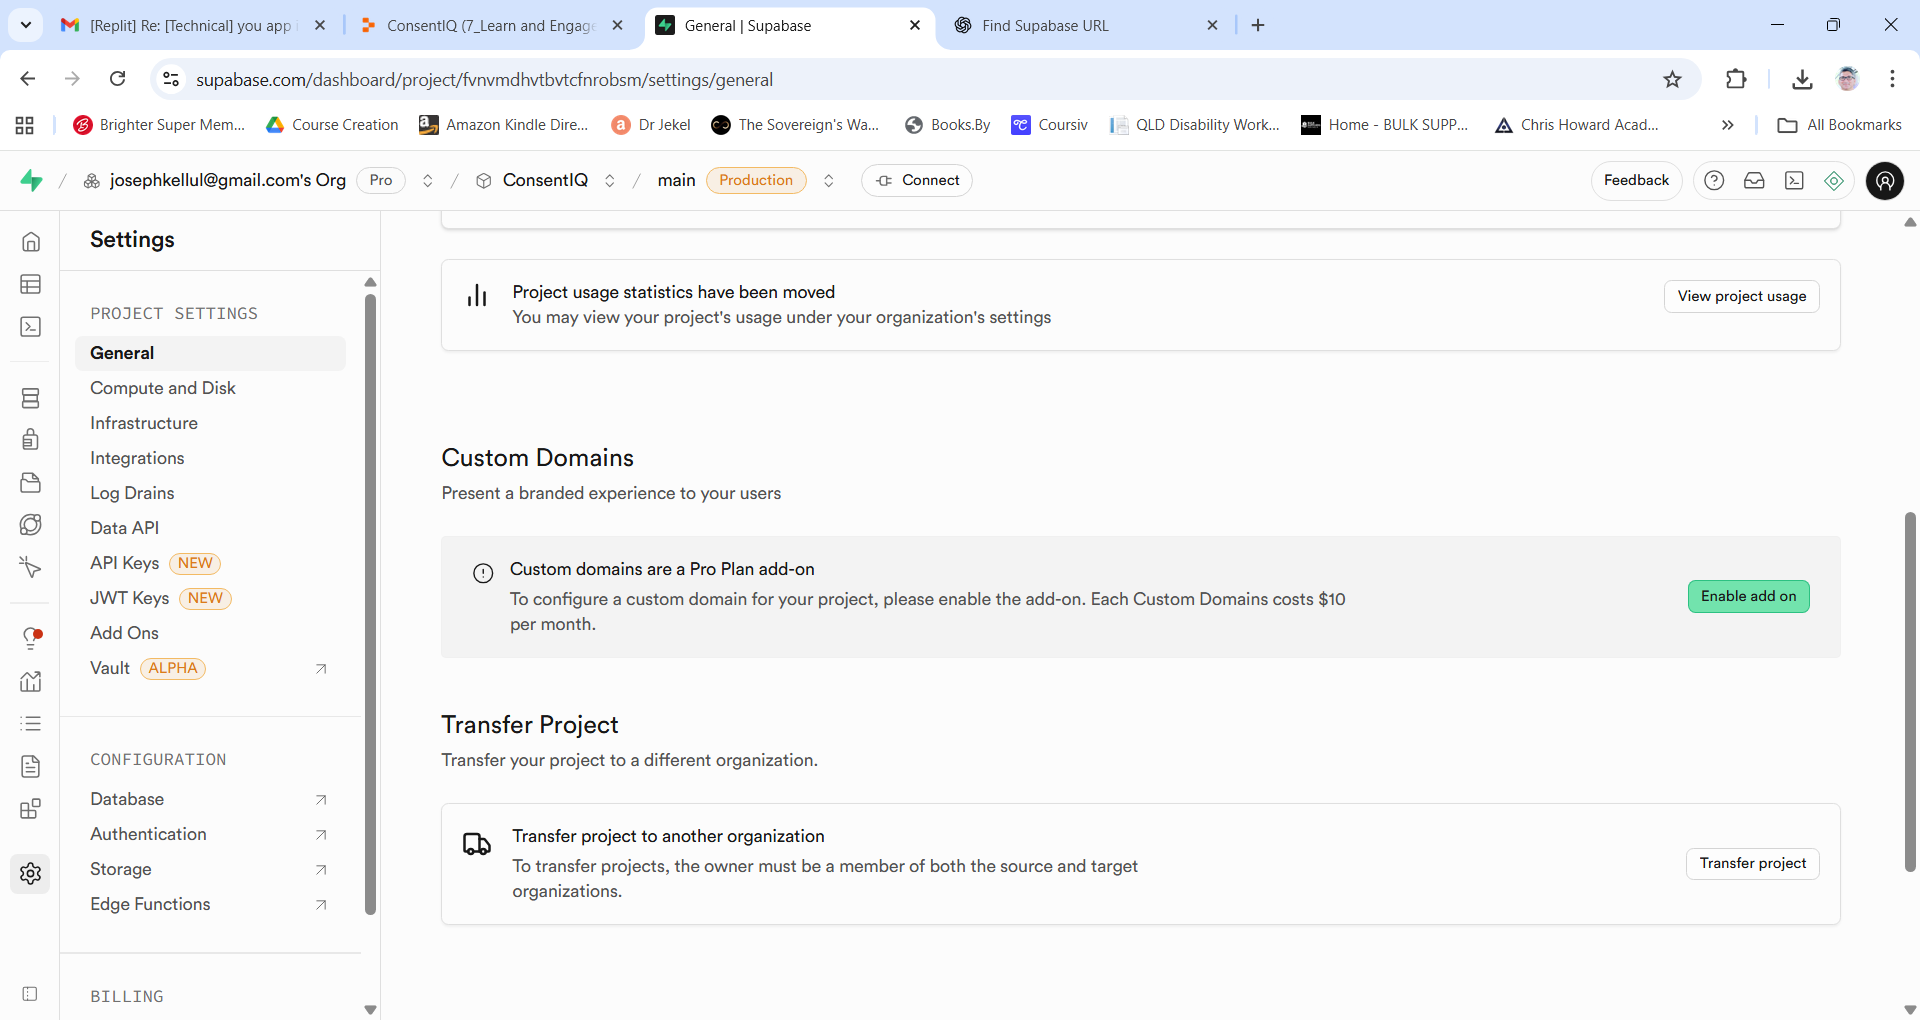 [Replit] Re: [Technical] you app i
ConsentIQ (7_Learn and Engage
General | Supabase
Find Supabase URL
supabase.com/dashboard/project/fvnvmdhvtbvtcfnrobsm/settings/general
Brighter Super Mem...
Course Creation
Amazon Kindle Dire...
Dr Jekel
The Sovereign's Wa...
Books.By
Coursiv
QLD Disability Work...
Home - BULK SUPP...
Chris Howard Acad...
All Bookmarks
josephkellul@gmail.com's Org
Pro
ConsentIQ
main
Production
Connect
Feedback
Settings
PROJECT SETTINGS
General
Compute and Disk
Infrastructure
Integrations
Log Drains
Data API
API Keys NEW
JWT Keys NEW
Add Ons
Vault ALPHA
CONFIGURATION
Database
Authentication
Storage
Edge Functions
BILLING
Project usage statistics have been moved
You may view your project's usage under your organization's settings
View project usage
Custom Domains
Present a branded experience to your users
Custom domains are a Pro Plan add-on
To configure a custom domain for your project, please enable the add-on. Each Custom Domains costs $10
per month.
Enable add on
Transfer Project
Transfer your project to a different organization.
Transfer project to another organization
To transfer projects, the owner must be a member of both the source and target
organizations.
Transfer project